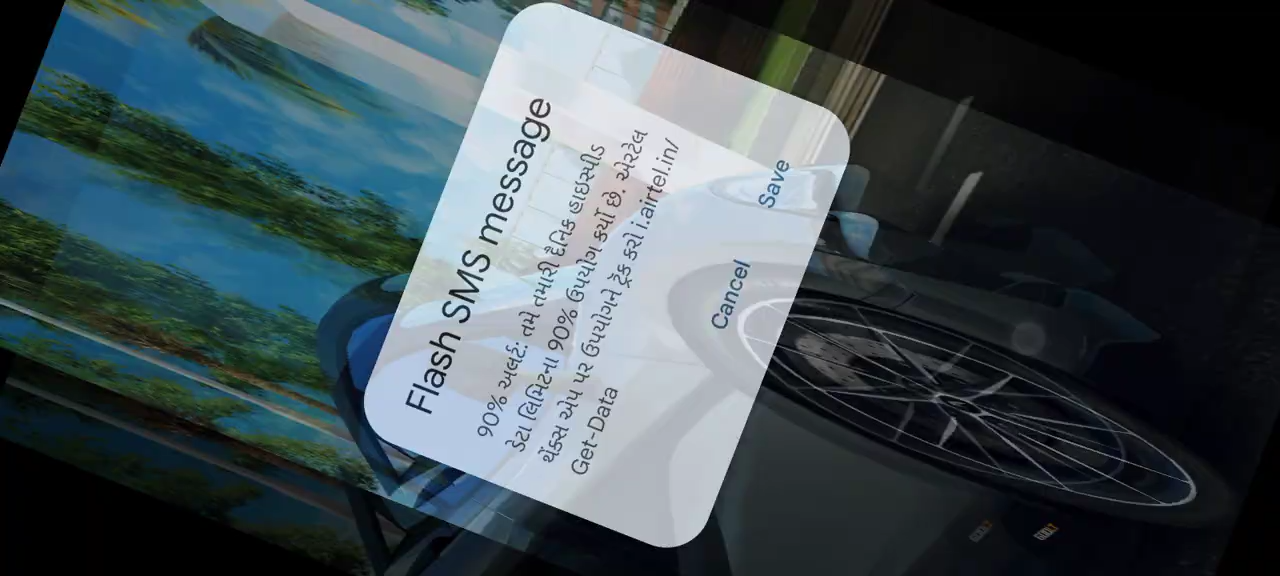 Flash SMS message
90% અલર્ટ: તમે તમારી દૈનિક હાઇસ્પીડ
ડેટા લિમિટના 90% ઉપયોગ કર્યો છે. એરટેલ
થેંક્સ એપ પર ઉપયોગને ટ્રૅક કરો i.airtel.in/
Get-Data
Cancel
Save